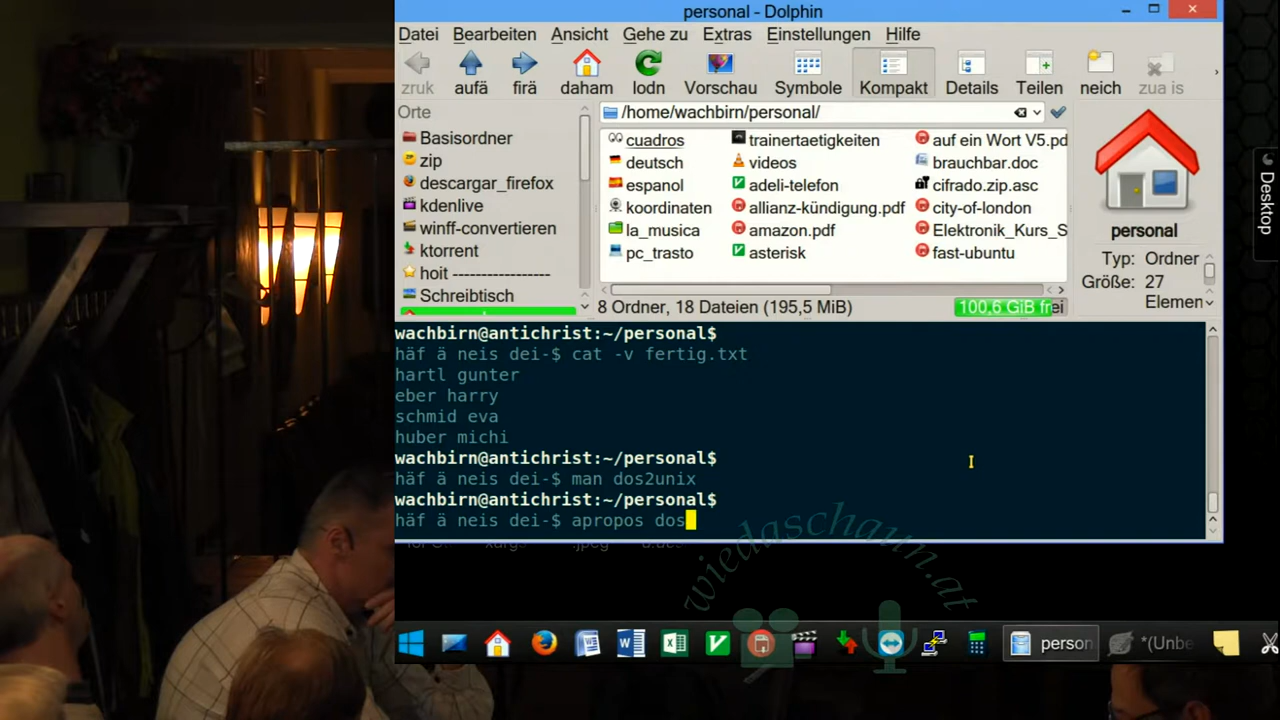 personal - Dolphin
Datei Bearbeiten Ansicht Gehe zu Extras Einstellungen Hilfe
zruk aufä firä daham lodn Vorschau Symbole Kompakt Details Teilen neich zua is
Orte
/home/wachbirn/personal/
Basisordner
zip
descargar_firefox
kdenlive
winff-convertieren
ktorrent
hoit -----------------
Schreibtisch
cuadros trainertaetigkeiten auf ein Wort V5.pd
deutsch videos brauchbar.doc
espanol adeli-telefon cifrado.zip.asc
koordinaten allianz-kündigung.pdf city-of-london
la_musica amazon.pdf Elektronik_Kurs_S
pc_trasto asterisk fast-ubuntu
8 Ordner, 18 Dateien (195,5 MiB) 100,6 GiB frei
personal
Typ: Ordner
Größe: 27
Elemen
wachbirn@antichrist:~/personal$
häf ä neis dei-$ cat -v fertig.txt
hartl gunter
eber harry
schmid eva
huber michi
wachbirn@antichrist:~/personal$
häf ä neis dei-$ man dos2unix
wachbirn@antichrist:~/personal$
häf ä neis dei-$ apropos dos
wiedaschaun.at
Desktop
person
*(Unbe